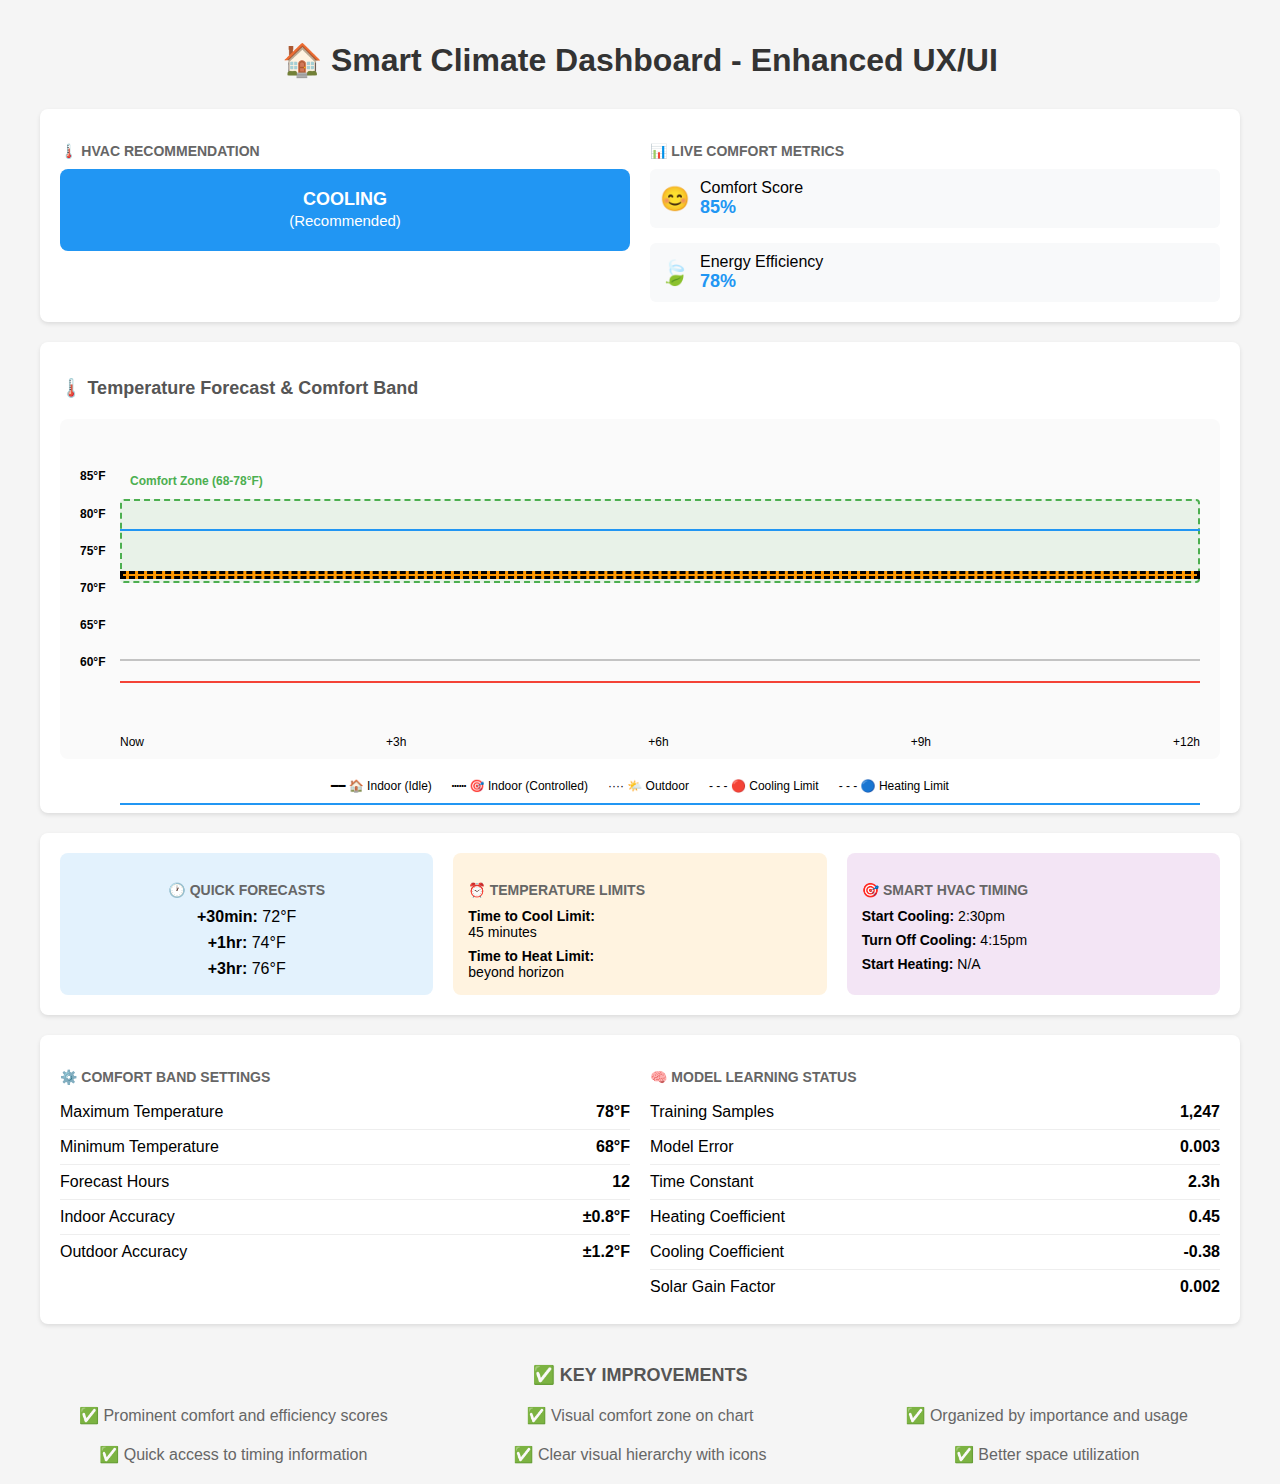 🏠 Smart Climate Dashboard - Enhanced UX/UI
🌡️ HVAC RECOMMENDATION
COOLING
(Recommended)
📊 LIVE COMFORT METRICS
😊 Comfort Score
85%
🍃 Energy Efficiency
78%
🌡️ Temperature Forecast & Comfort Band
85°F
Comfort Zone (68-78°F)
80°F
75°F
70°F
65°F
60°F
Now +3h +6h +9h +12h
━━ 🏠 Indoor (Idle) ┅┅ 🎯 Indoor (Controlled) ···· 🌤️ Outdoor - - - 🔴 Cooling Limit - - - 🔵 Heating Limit
🕐 QUICK FORECASTS
+30min: 72°F
+1hr: 74°F
+3hr: 76°F
⏰ TEMPERATURE LIMITS
Time to Cool Limit:
45 minutes
Time to Heat Limit:
beyond horizon
🎯 SMART HVAC TIMING
Start Cooling: 2:30pm
Turn Off Cooling: 4:15pm
Start Heating: N/A
⚙️ COMFORT BAND SETTINGS
Maximum Temperature 78°F
Minimum Temperature 68°F
Forecast Hours 12
Indoor Accuracy ±0.8°F
Outdoor Accuracy ±1.2°F
🧠 MODEL LEARNING STATUS
Training Samples 1,247
Model Error 0.003
Time Constant 2.3h
Heating Coefficient 0.45
Cooling Coefficient -0.38
Solar Gain Factor 0.002
✅ KEY IMPROVEMENTS
✅ Prominent comfort and efficiency scores
✅ Visual comfort zone on chart
✅ Organized by importance and usage
✅ Quick access to timing information
✅ Clear visual hierarchy with icons
✅ Better space utilization